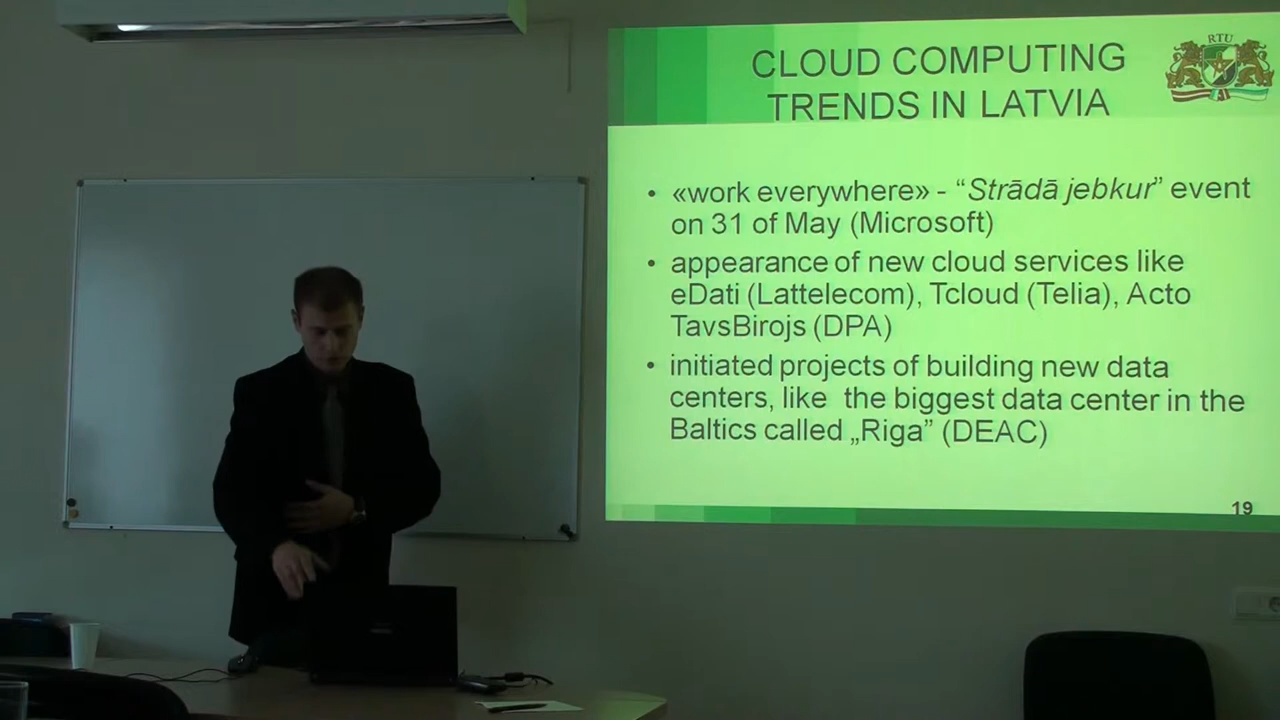 CLOUD COMPUTING
TRENDS IN LATVIA
RTU
• «work everywhere» - “Strādā jebkur” event
on 31 of May (Microsoft)
• appearance of new cloud services like
eDati (Lattelecom), Tcloud (Telia), Acto
TavsBirojs (DPA)
• initiated projects of building new data
centers, like the biggest data center in the
Baltics called „Riga” (DEAC)
19